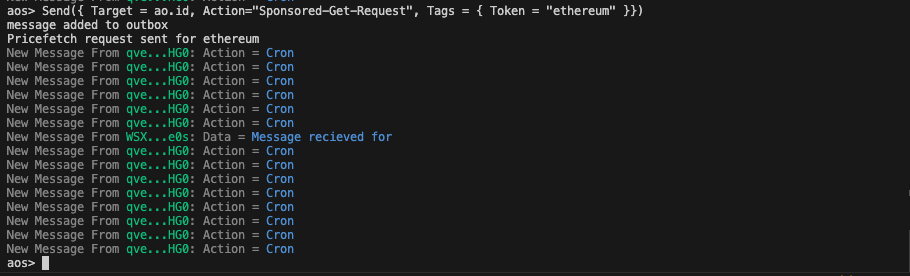 aos> Send({ Target = ao.id, Action="Sponsored-Get-Request", Tags = { Token = "ethereum" }})
message added to outbox
Pricefetch request sent for ethereum
New Message From qve...HG0: Action = Cron
New Message From qve...HG0: Action = Cron
New Message From qve...HG0: Action = Cron
New Message From qve...HG0: Action = Cron
New Message From qve...HG0: Action = Cron
New Message From qve...HG0: Action = Cron
New Message From WSX...e0s: Data = Message recieved for
New Message From qve...HG0: Action = Cron
New Message From qve...HG0: Action = Cron
New Message From qve...HG0: Action = Cron
New Message From qve...HG0: Action = Cron
New Message From qve...HG0: Action = Cron
New Message From qve...HG0: Action = Cron
New Message From qve...HG0: Action = Cron
New Message From qve...HG0: Action = Cron
aos>